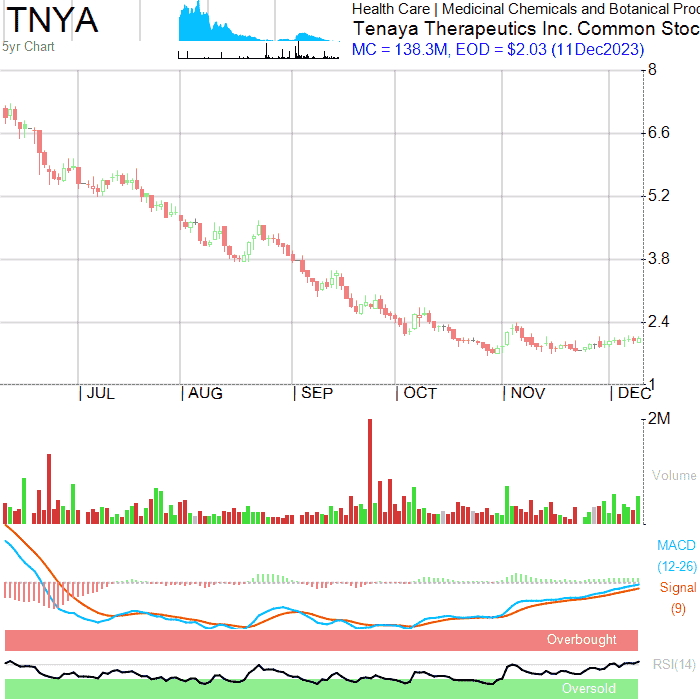 TNYA
5yr Chart
Health Care | Medicinal Chemicals and Botanical Proc
Tenaya Therapeutics Inc. Common Stoc
MC = 138.3M, EOD = $2.03 (11Dec2023)
8
6.6
5.2
3.8
2.4
1
JUL AUG SEP OCT NOV DEC
2M
Volume
MACD
(12-26)
Signal
(9)
Overbought
RSI(14)
Oversold